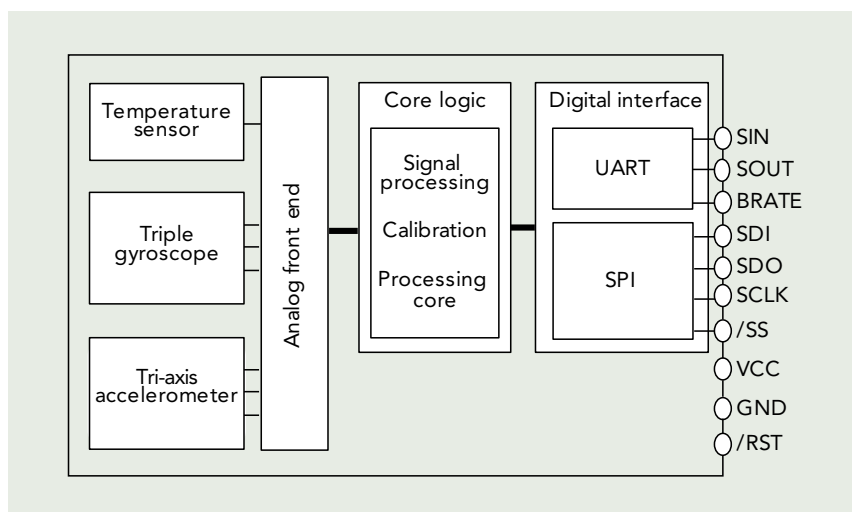 Temperature
sensor
Triple
gyroscope
Tri-axis
accelerometer
Analog front end
Core logic
Signal
processing
Calibration
Processing
core
Digital interface
UART
SPI
SIN
SOUT
BRATE
SDI
SDO
SCLK
/SS
VCC
GND
/RST